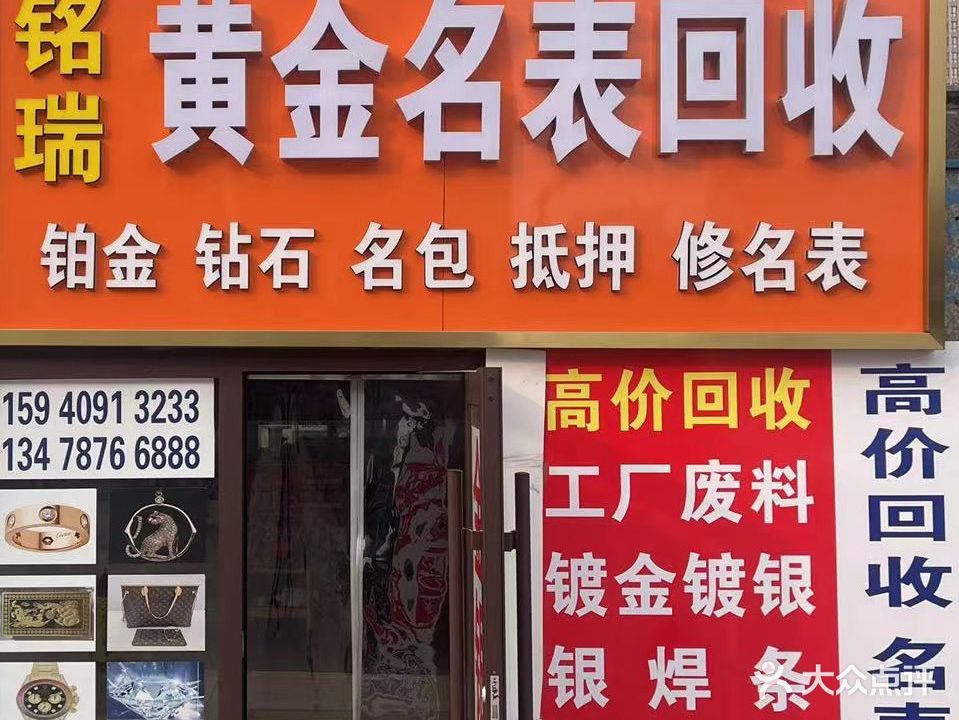 铭瑞
黄金名表回收
铂金 钻石 名包 抵押 修名表
159 4091 3233
134 7876 6888
Cartier
高价回收
工厂废料
镀金镀银
银焊条
高价回收 名表
大众点评